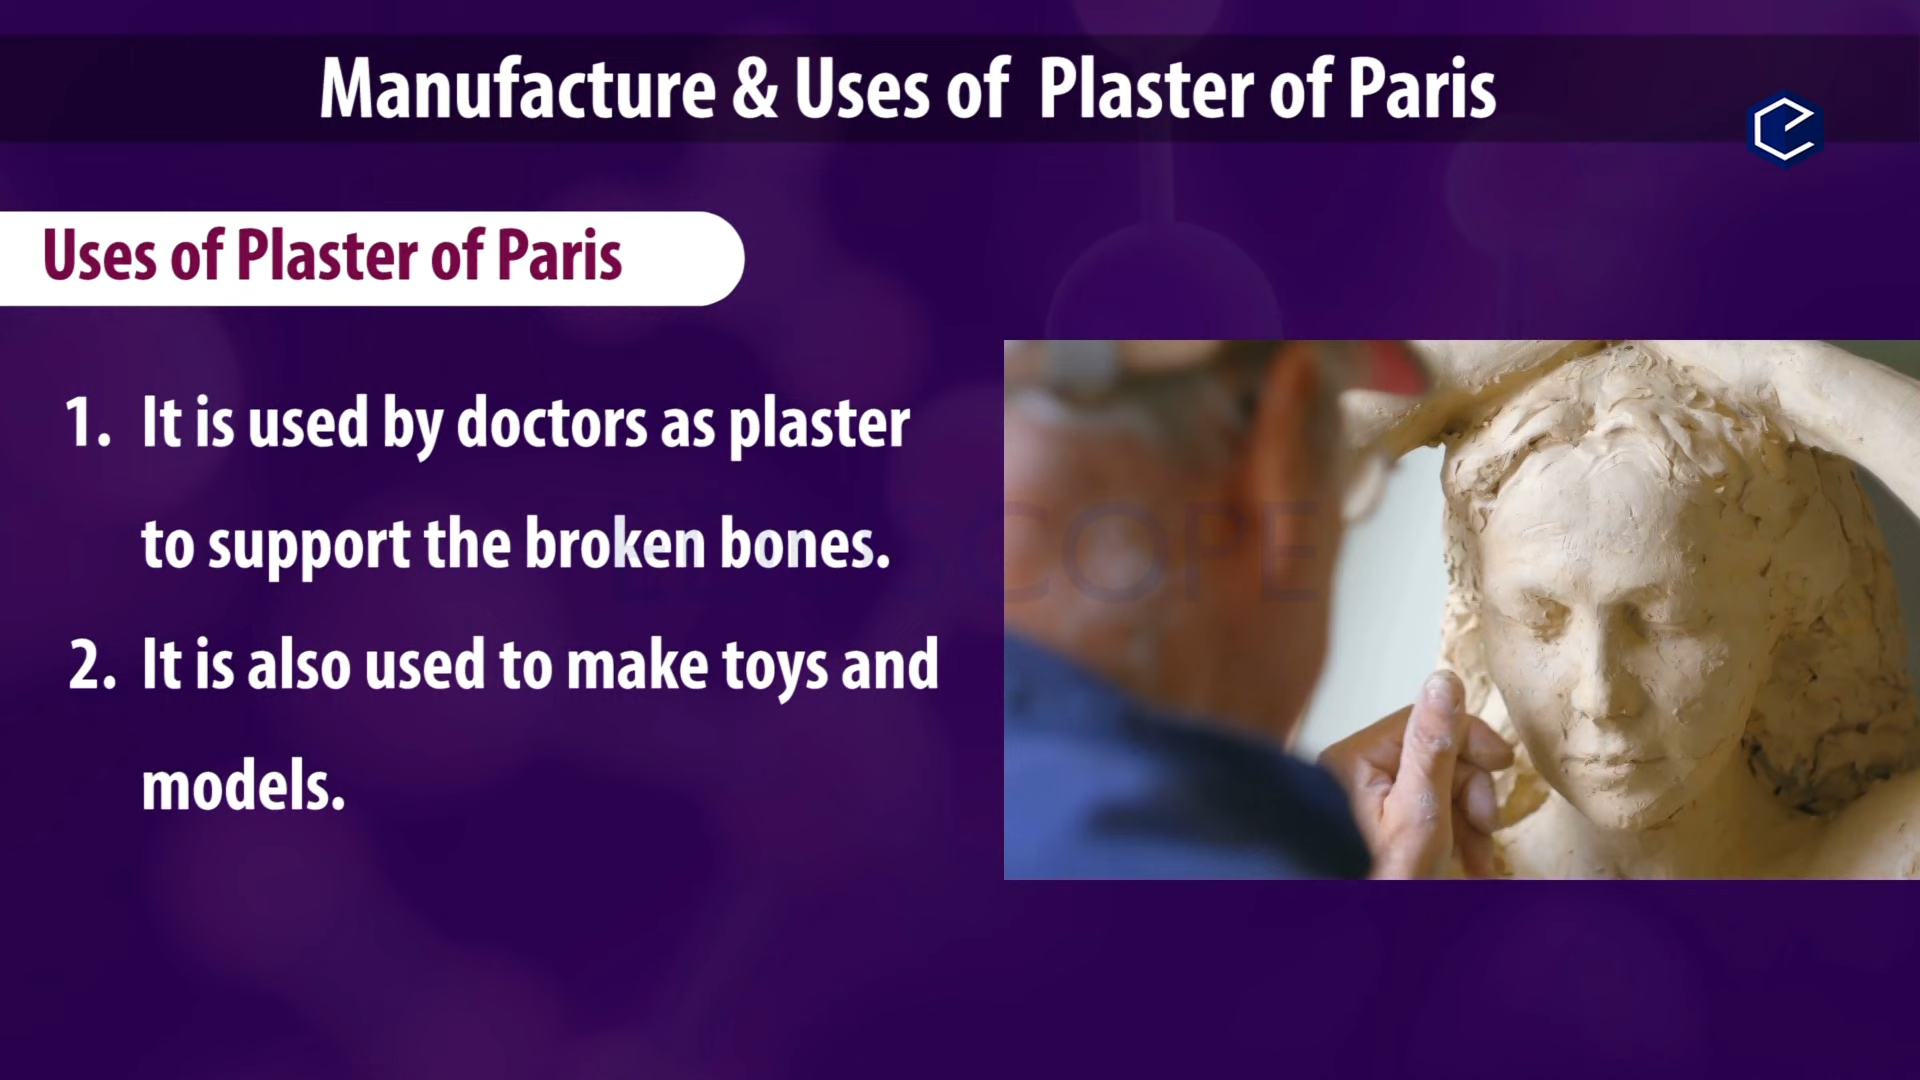 Manufacture & Uses of Plaster of Paris
Uses of Plaster of Paris
1. It is used by doctors as plaster
to support the broken bones.
2. It is also used to make toys and
models.